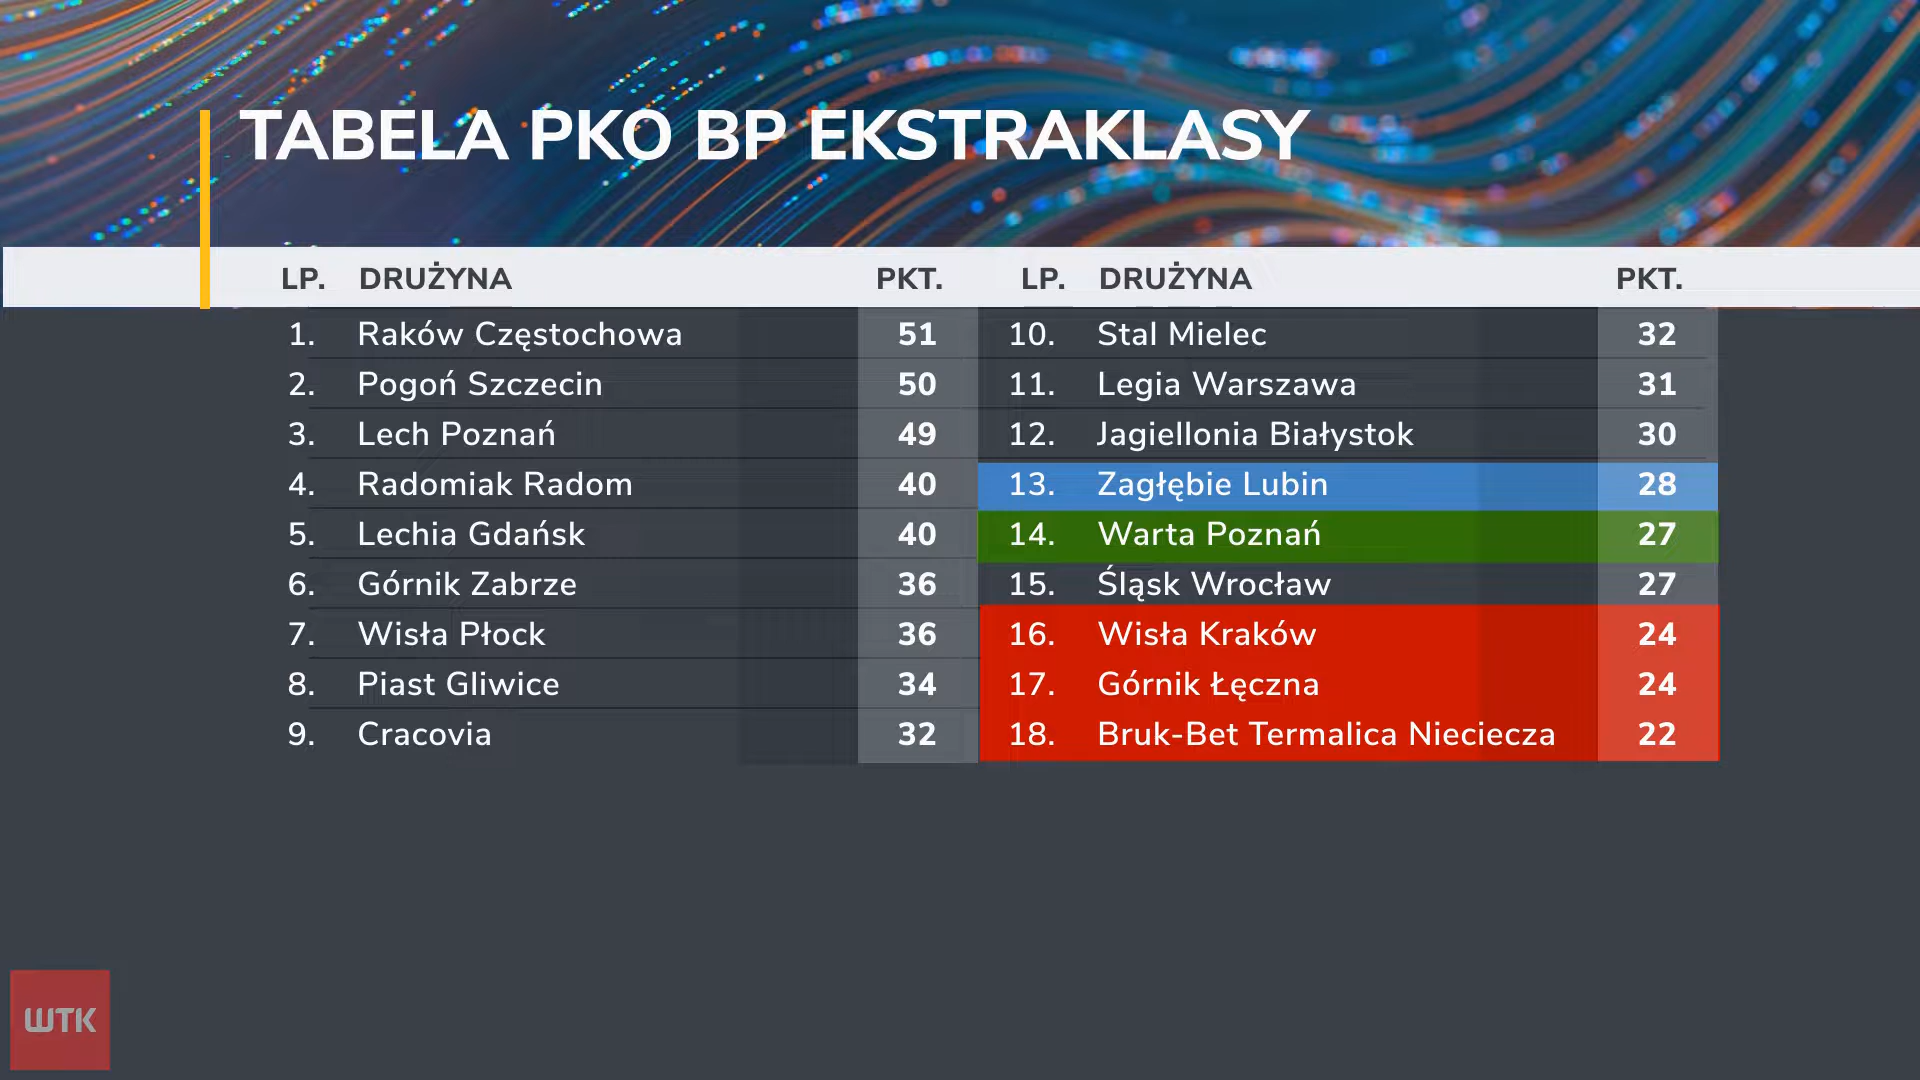 TABELA PKO BP EKSTRAKLASY
LP. DRUŻYNA PKT.
1. Raków Częstochowa 51
2. Pogoń Szczecin 50
3. Lech Poznań 49
4. Radomiak Radom 40
5. Lechia Gdańsk 40
6. Górnik Zabrze 36
7. Wisła Płock 36
8. Piast Gliwice 34
9. Cracovia 32
LP. DRUŻYNA PKT.
10. Stal Mielec 32
11. Legia Warszawa 31
12. Jagiellonia Białystok 30
13. Zagłębie Lubin 28
14. Warta Poznań 27
15. Śląsk Wrocław 27
16. Wisła Kraków 24
17. Górnik Łęczna 24
18. Bruk-Bet Termalica Nieciecza 22
WTK